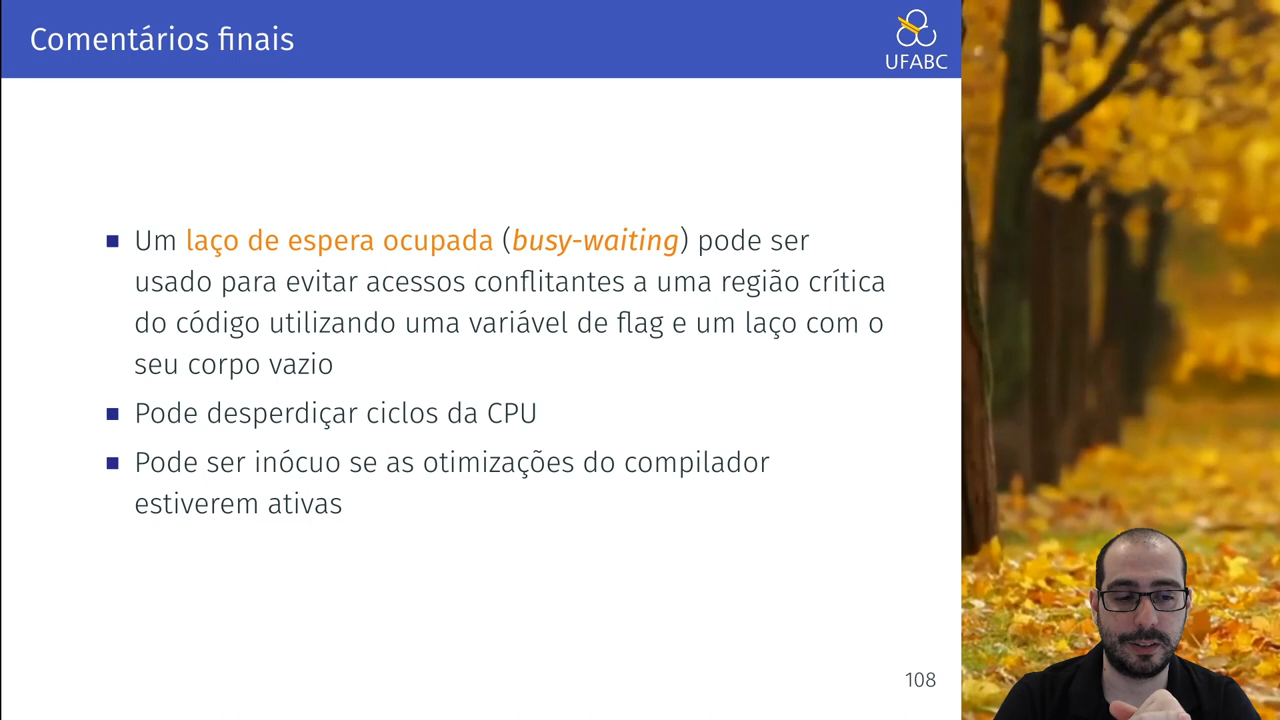 Comentários finais
UFABC
Um laço de espera ocupada (busy-waiting) pode ser
usado para evitar acessos conflitantes a uma região crítica
do código utilizando uma variável de flag e um laço com o
seu corpo vazio
Pode desperdiçar ciclos da CPU
Pode ser inócuo se as otimizações do compilador
estiverem ativas
108